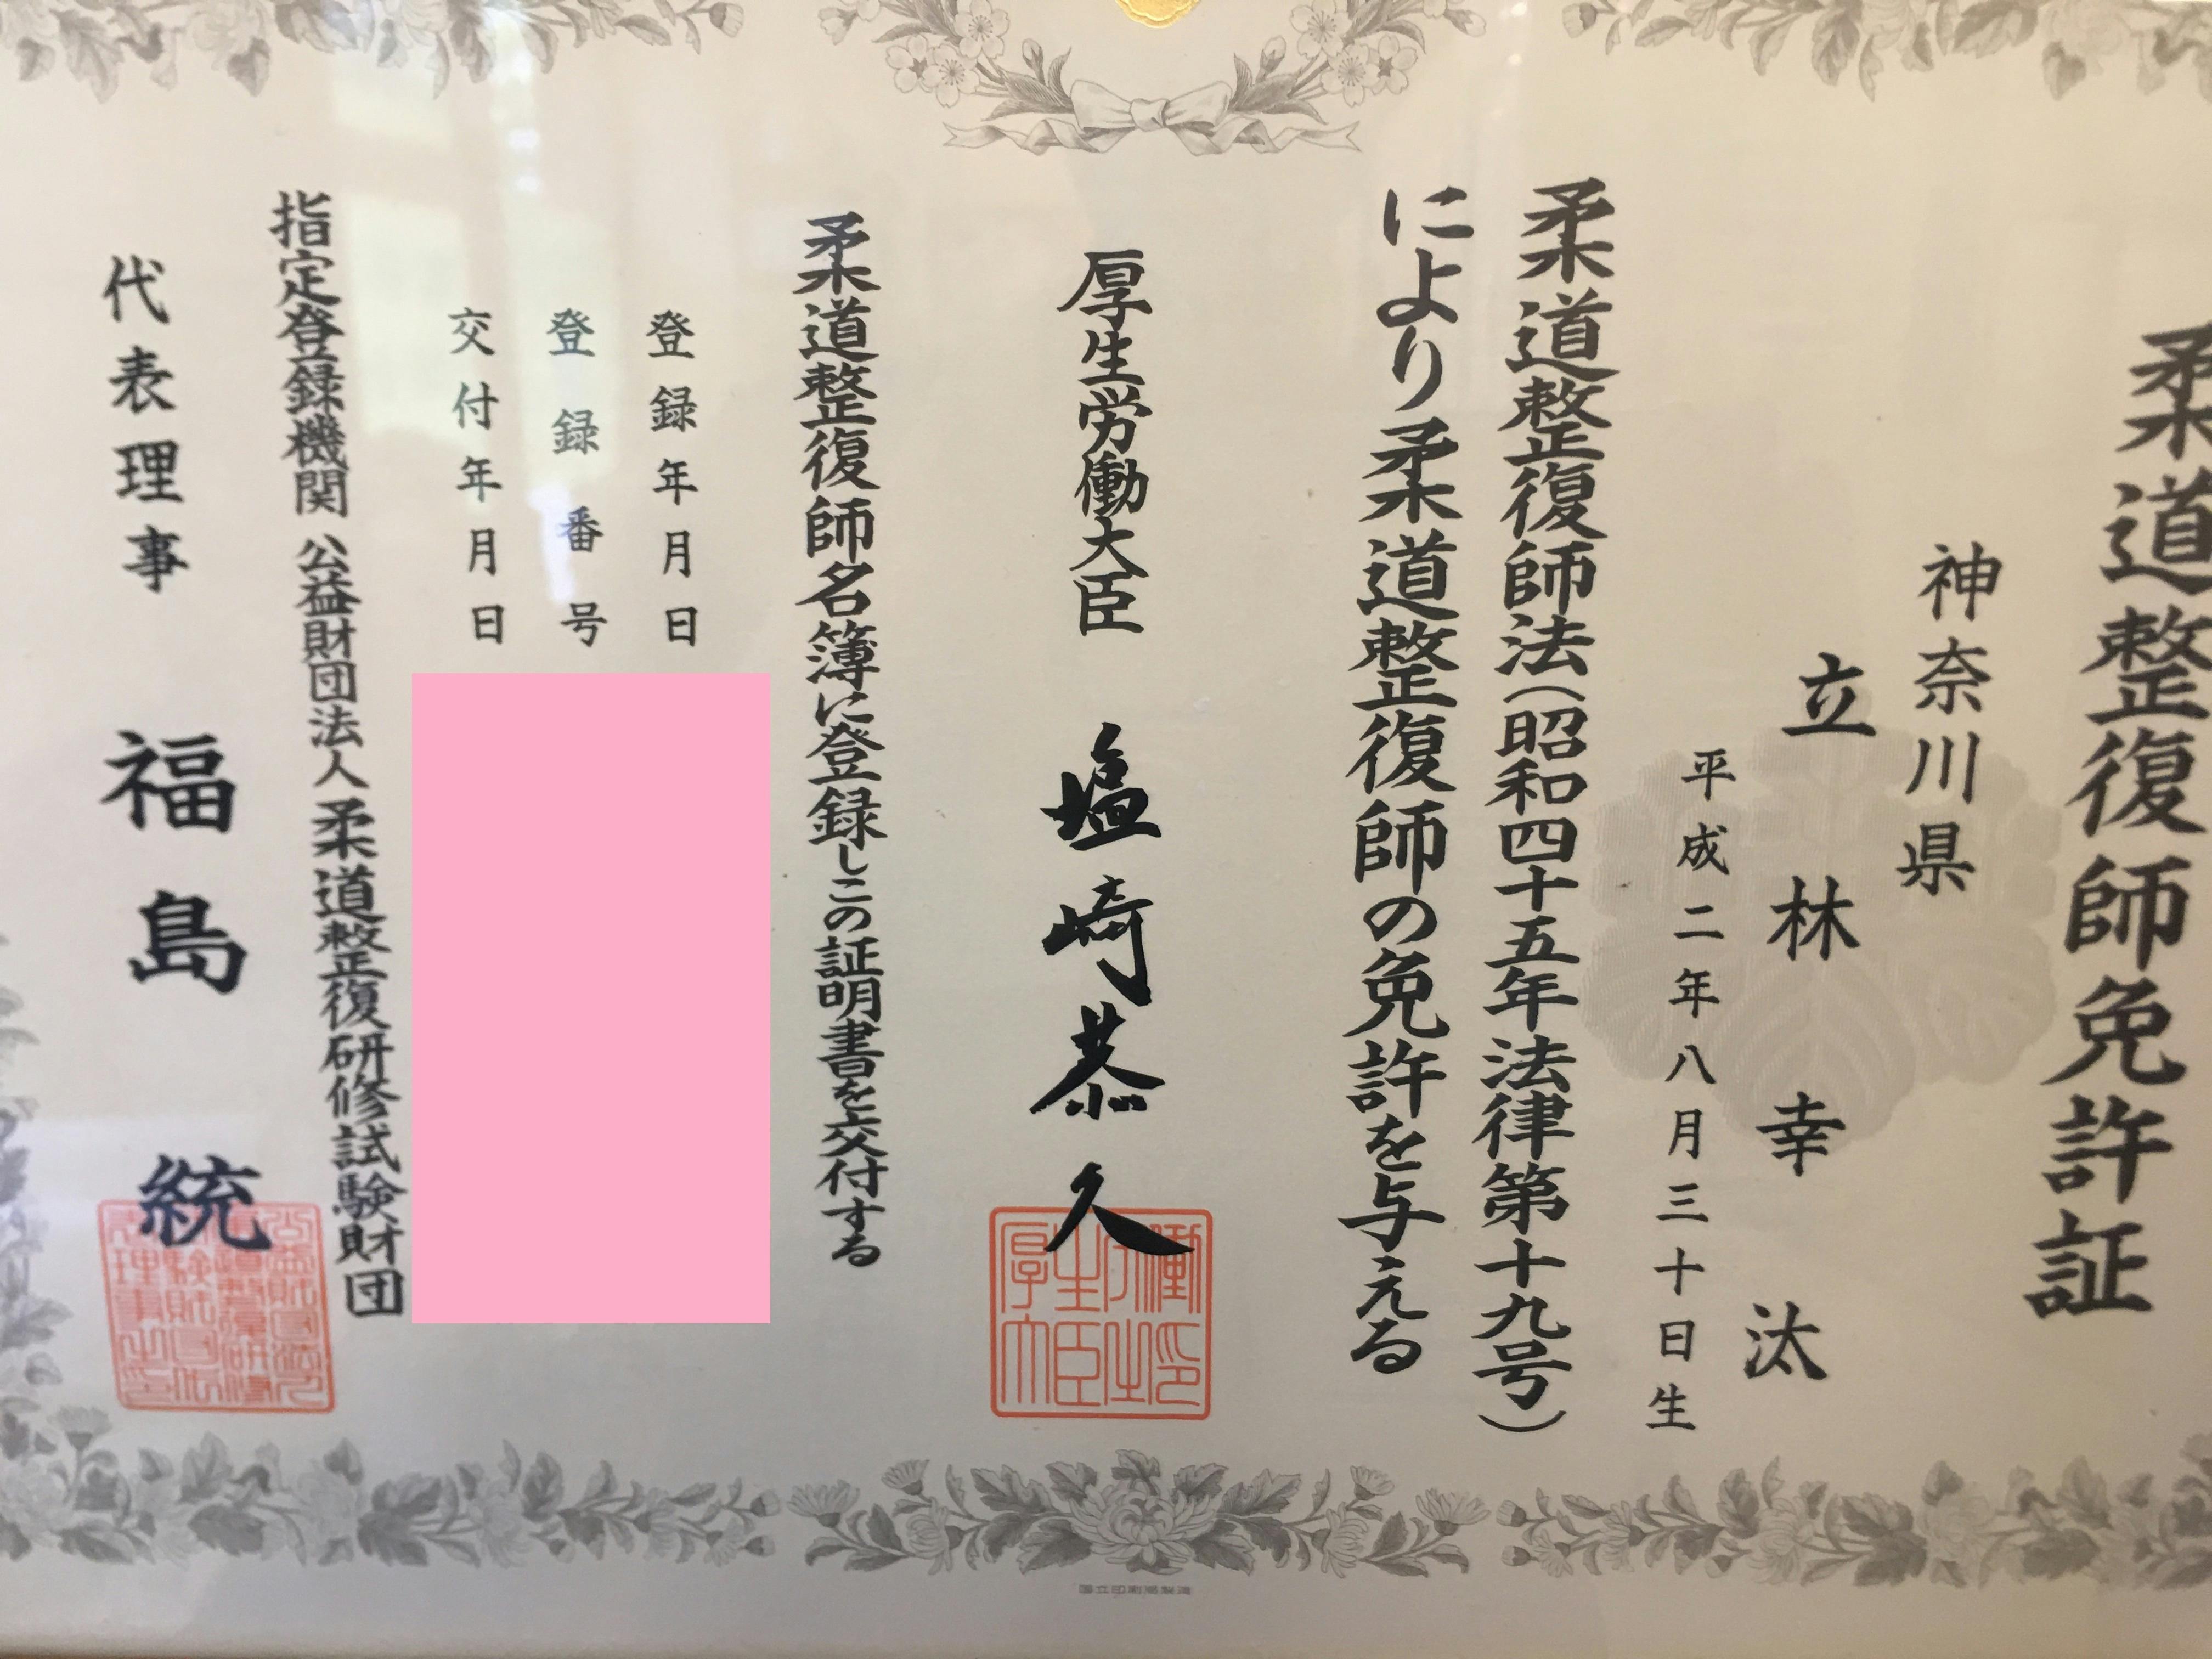 柔道整復師免許証
神奈川県
立林幸汰
平成二年八月三十日生
柔道整復師法(昭和四十五年法律第十九号)
により柔道整復師の免許を与える
厚生労働大臣 塩崎恭久
柔道整復師名簿に登録しこの証明書を交付する
登録年月日
登録番号
交付年月日
指定登録機関 公益財団法人 柔道整復研修試験財団
代表理事 福島統
国立印刷局製造